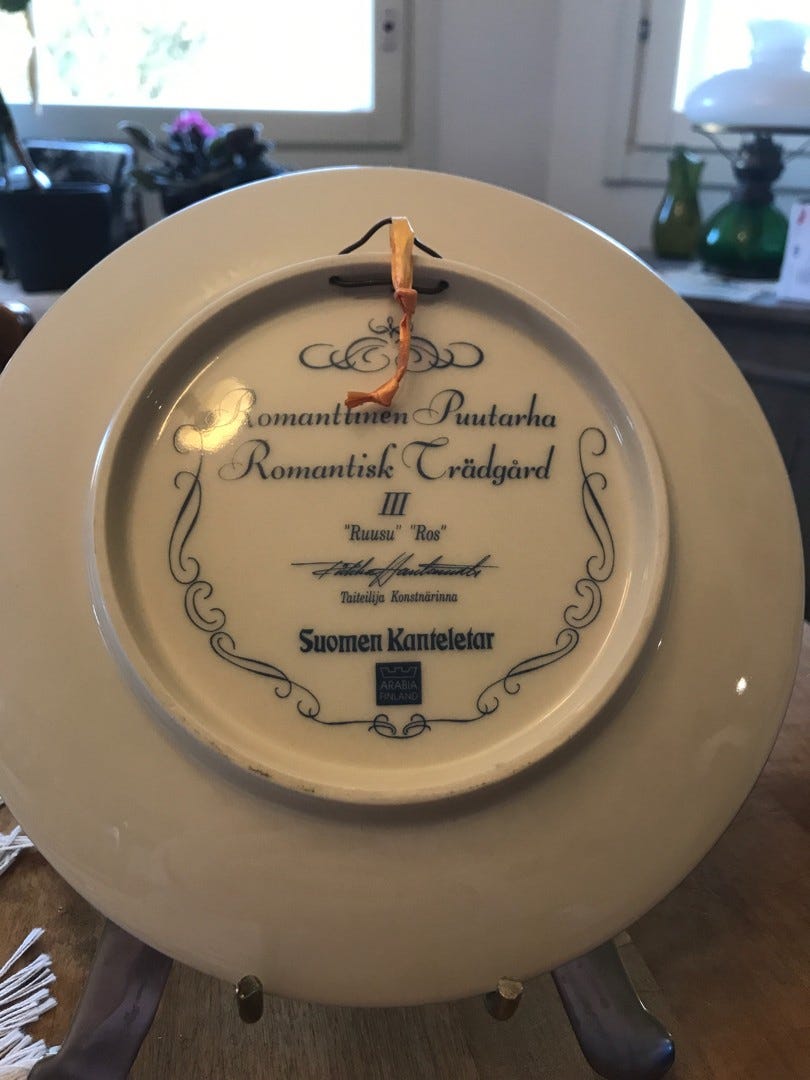 Romanttinen Puutarha
Romantisk Trädgård
III
"Ruusu" "Ros"
Taiteilija Konstnärinna
Suomen Kanteletar
ARABIA
FINLAND